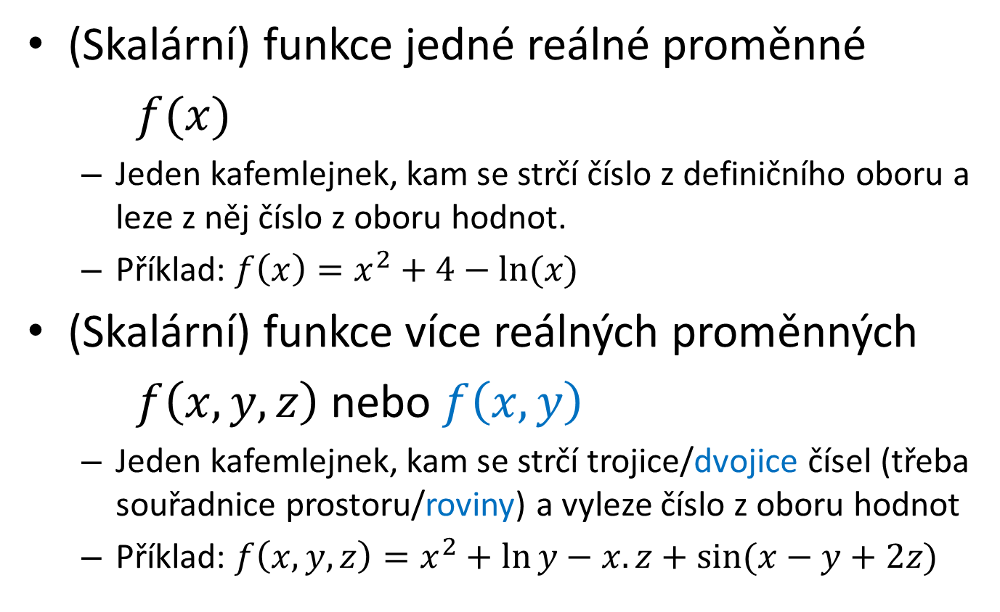 • (Skalární) funkce jedné reálné proměnné
f(x)
– Jeden kafemlejnek, kam se strčí číslo z definičního oboru a
leze z něj číslo z oboru hodnot.
– Příklad: f(x) = x² + 4 − ln(x)
• (Skalární) funkce více reálných proměnných
f(x, y, z) nebo f(x, y)
– Jeden kafemlejnek, kam se strčí trojice/dvojice čísel (třeba
souřadnice prostoru/roviny) a vyleze číslo z oboru hodnot
– Příklad: f(x, y, z) = x² + ln y − x. z + sin(x − y + 2z)